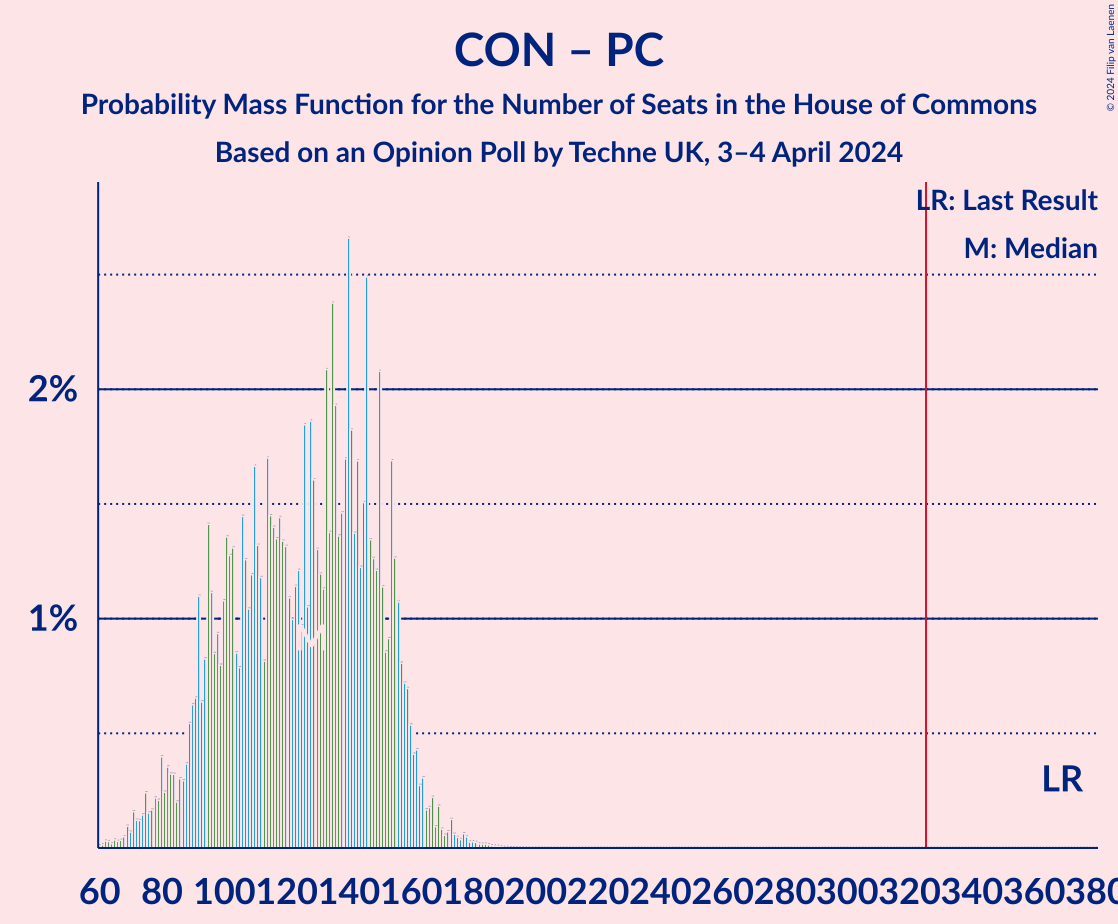 CON – PC
Probability Mass Function for the Number of Seats in the House of Commons
Based on an Opinion Poll by Techne UK, 3–4 April 2024
© 2024 Filip van Laenen
LR: Last Result
M: Median
2%
1%
M
LR
60 80 100 120 140 160 180 200 220 240 260 280 300 320 340 360 380